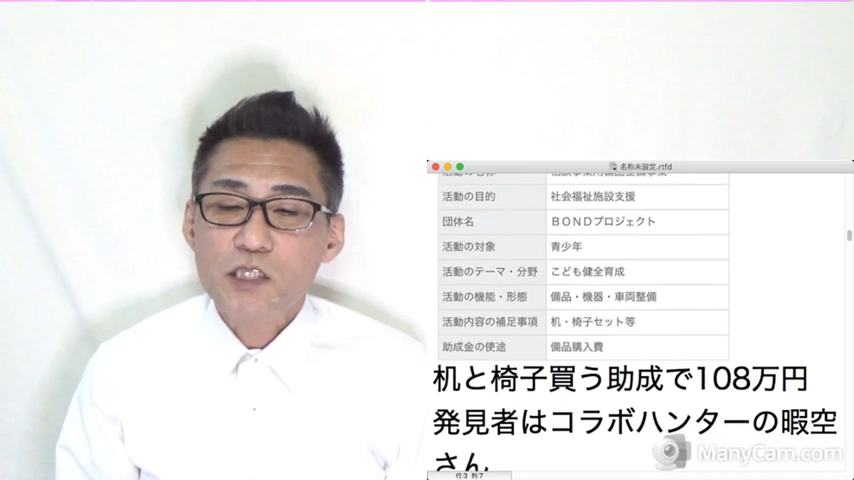 名称未設定.rtfd
活動の目的 社会福祉施設支援
団体名 ＢＯＮＤプロジェクト
活動の対象 青少年
活動のテーマ・分野 こども健全育成
活動の機能・形態 備品・機器・車両整備
活動内容の補足事項 机・椅子セット等
助成金の使途 備品購入費
机と椅子買う助成で108万円
発見者はコラボハンターの暇空
さん
ManyCam.com
行:3 列:7